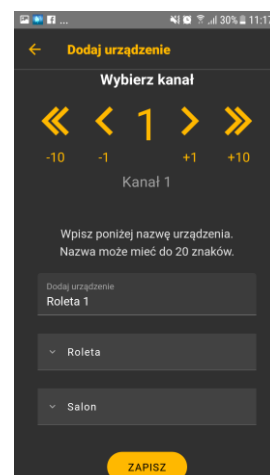 30% 11:17
Dodaj urządzenie
Wybierz kanał
1
-10 -1 +1 +10
Kanał 1
Wpisz poniżej nazwę urządzenia.
Nazwa może mieć do 20 znaków.
Dodaj urządzenie
Roleta 1
Roleta
Salon
ZAPISZ